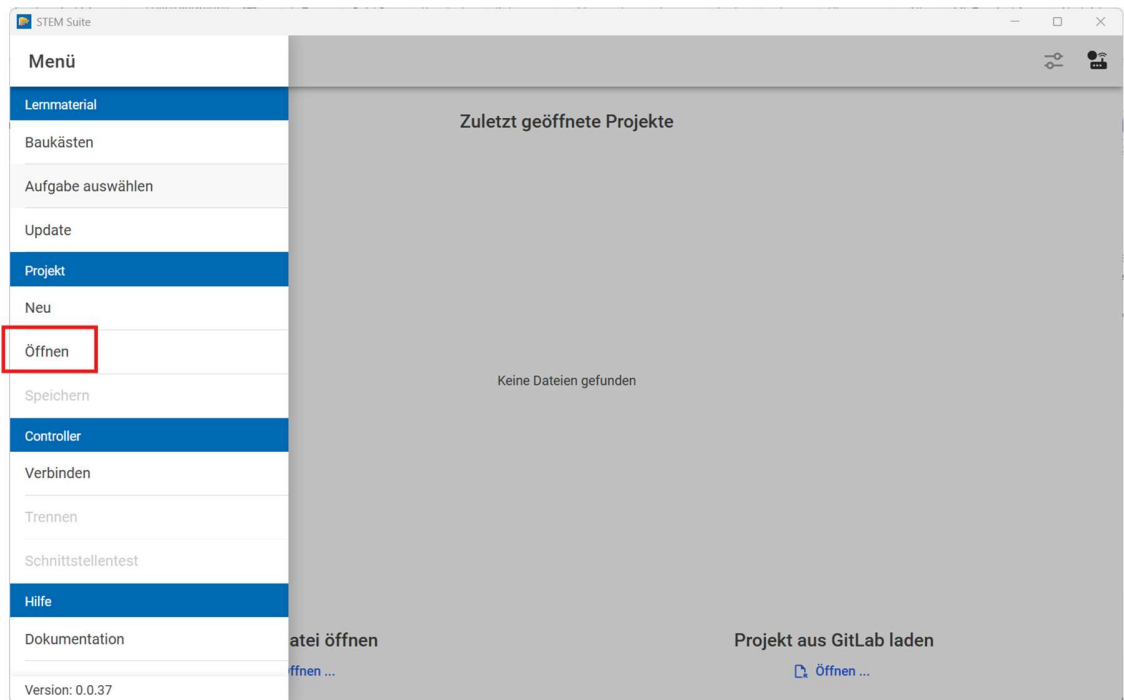 STEM Suite
Menü
Lernmaterial
Baukästen
Aufgabe auswählen
Update
Projekt
Neu
Öffnen
Speichern
Controller
Verbinden
Trennen
Schnittstellentest
Hilfe
Dokumentation
Version: 0.0.37
Zuletzt geöffnete Projekte
Keine Dateien gefunden
atei öffnen
ffnen ...
Projekt aus GitLab laden
Öffnen ...